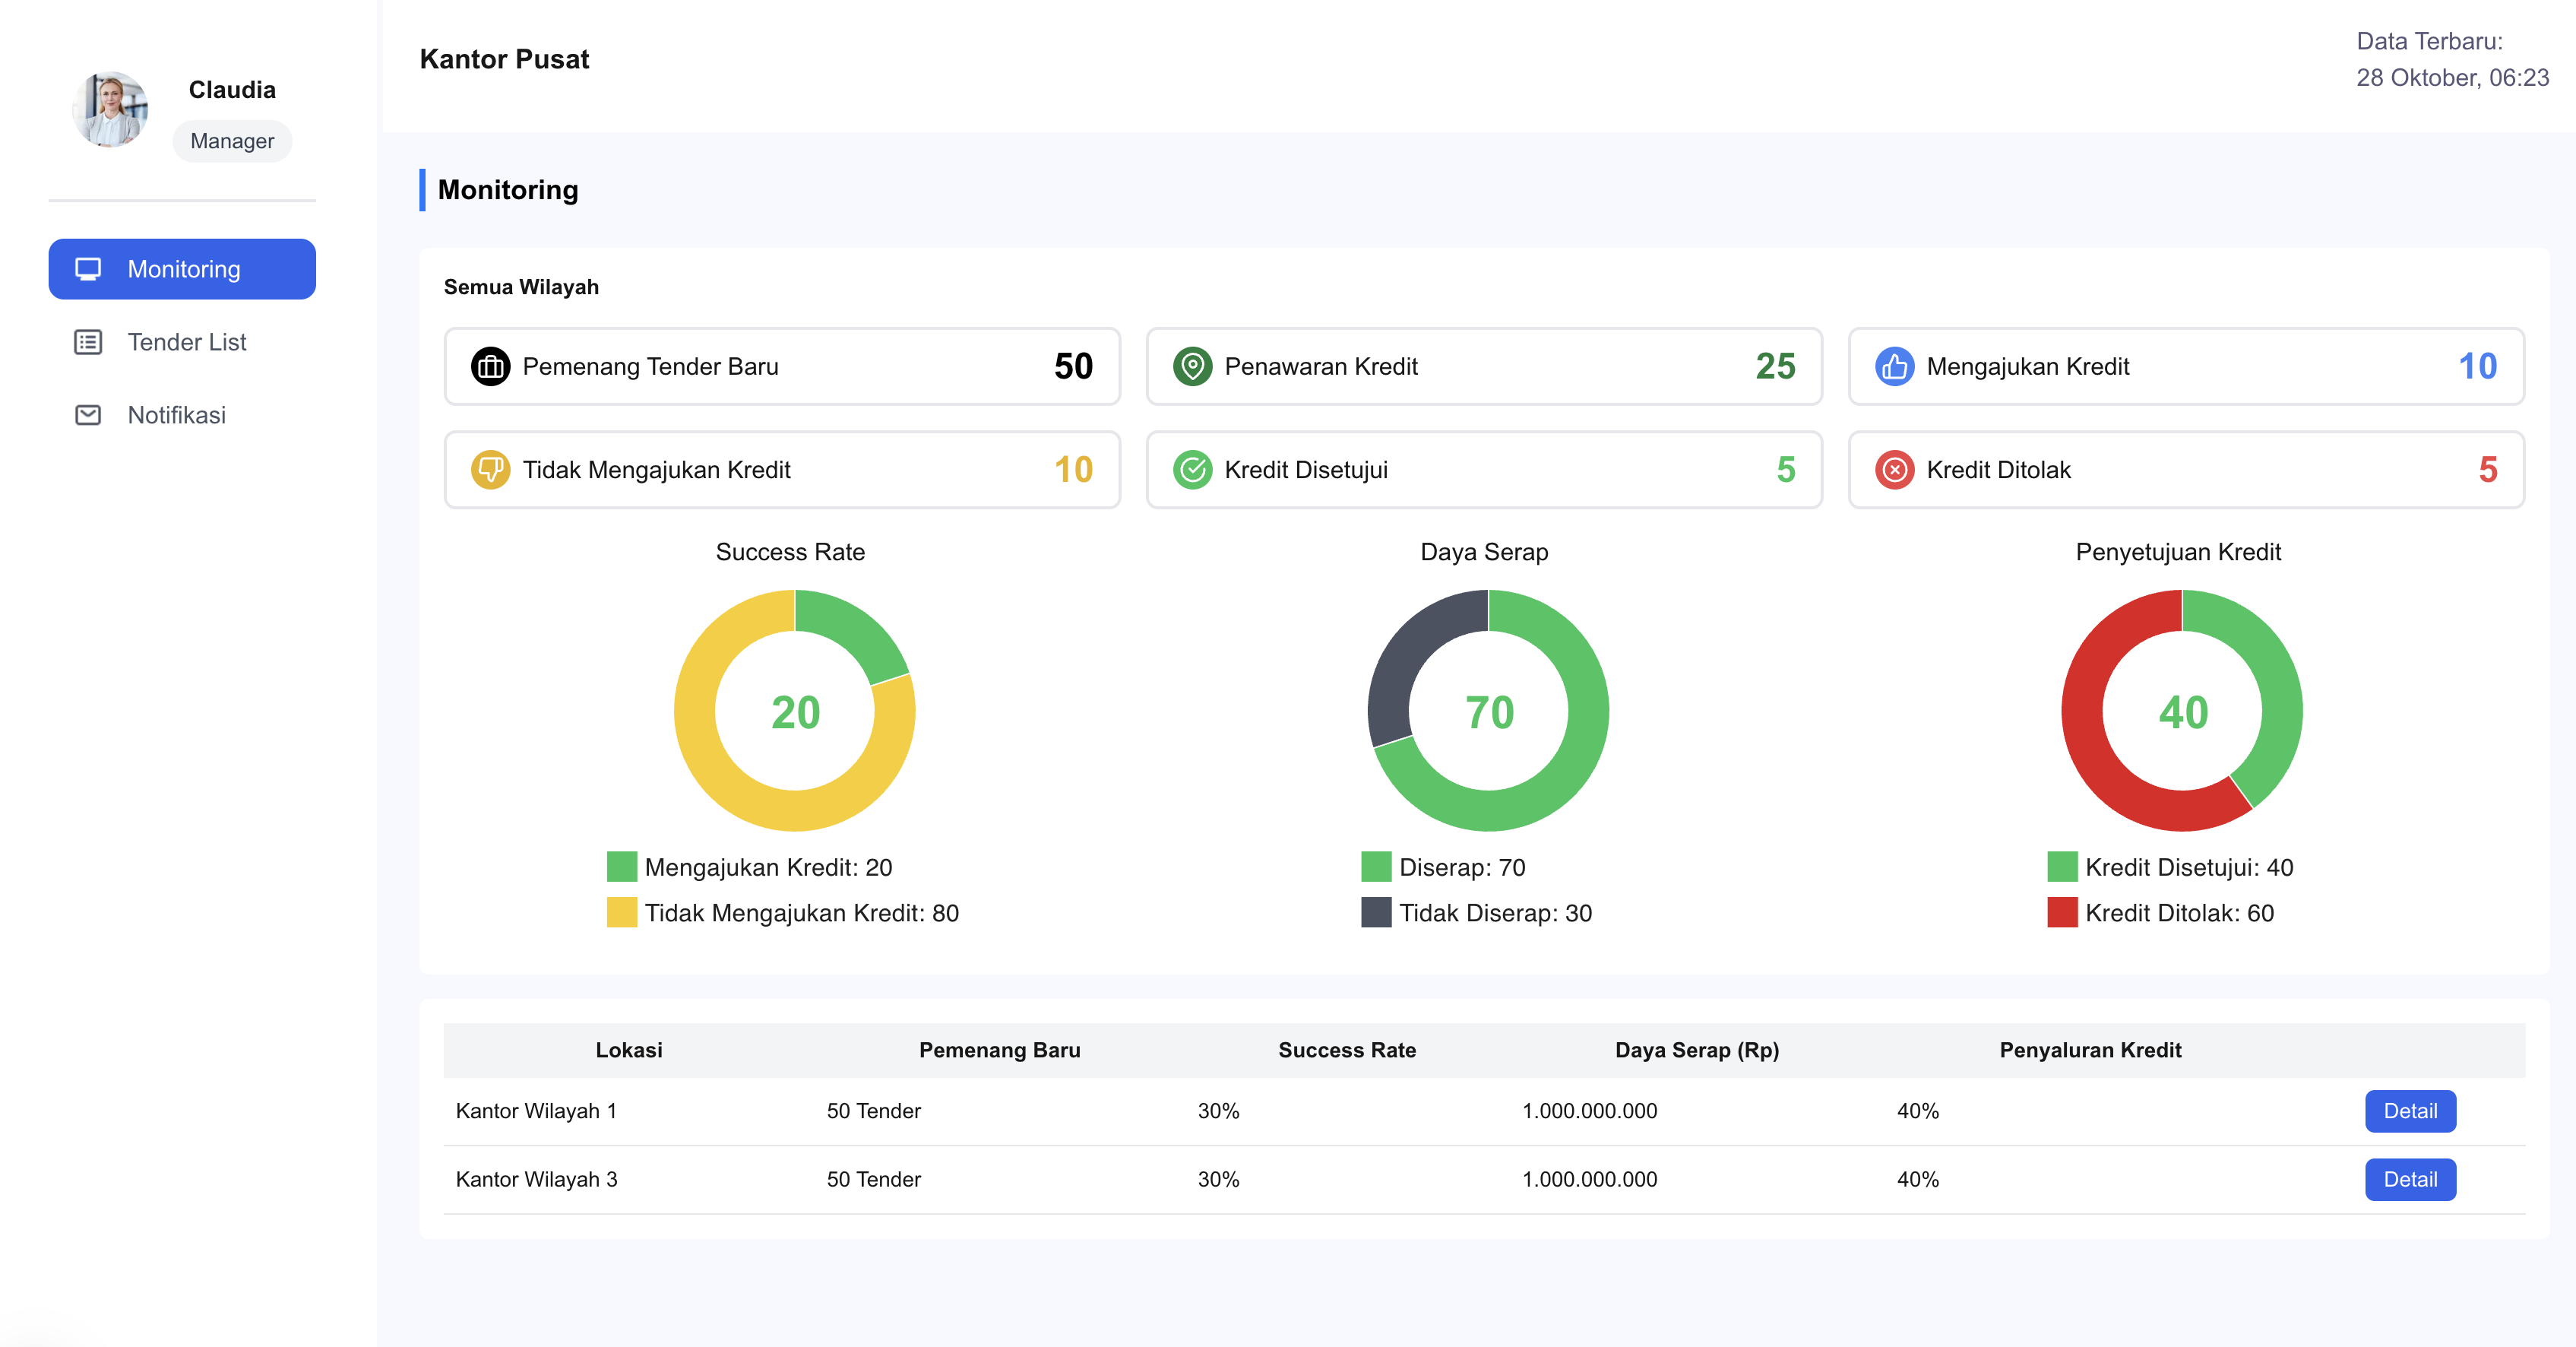 Claudia
Manager
Monitoring
Tender List
Notifikasi
Kantor Pusat
Data Terbaru:
28 Oktober, 06:23
Monitoring
Semua Wilayah
Pemenang Tender Baru 50
Penawaran Kredit 25
Mengajukan Kredit 10
Tidak Mengajukan Kredit 10
Kredit Disetujui 5
Kredit Ditolak 5
Success Rate
20
Mengajukan Kredit: 20
Tidak Mengajukan Kredit: 80
Daya Serap
70
Diserap: 70
Tidak Diserap: 30
Penyetujuan Kredit
40
Kredit Disetujui: 40
Kredit Ditolak: 60
Lokasi Pemenang Baru Success Rate Daya Serap (Rp) Penyaluran Kredit
Kantor Wilayah 1 50 Tender 30% 1.000.000.000 40% Detail
Kantor Wilayah 3 50 Tender 30% 1.000.000.000 40% Detail